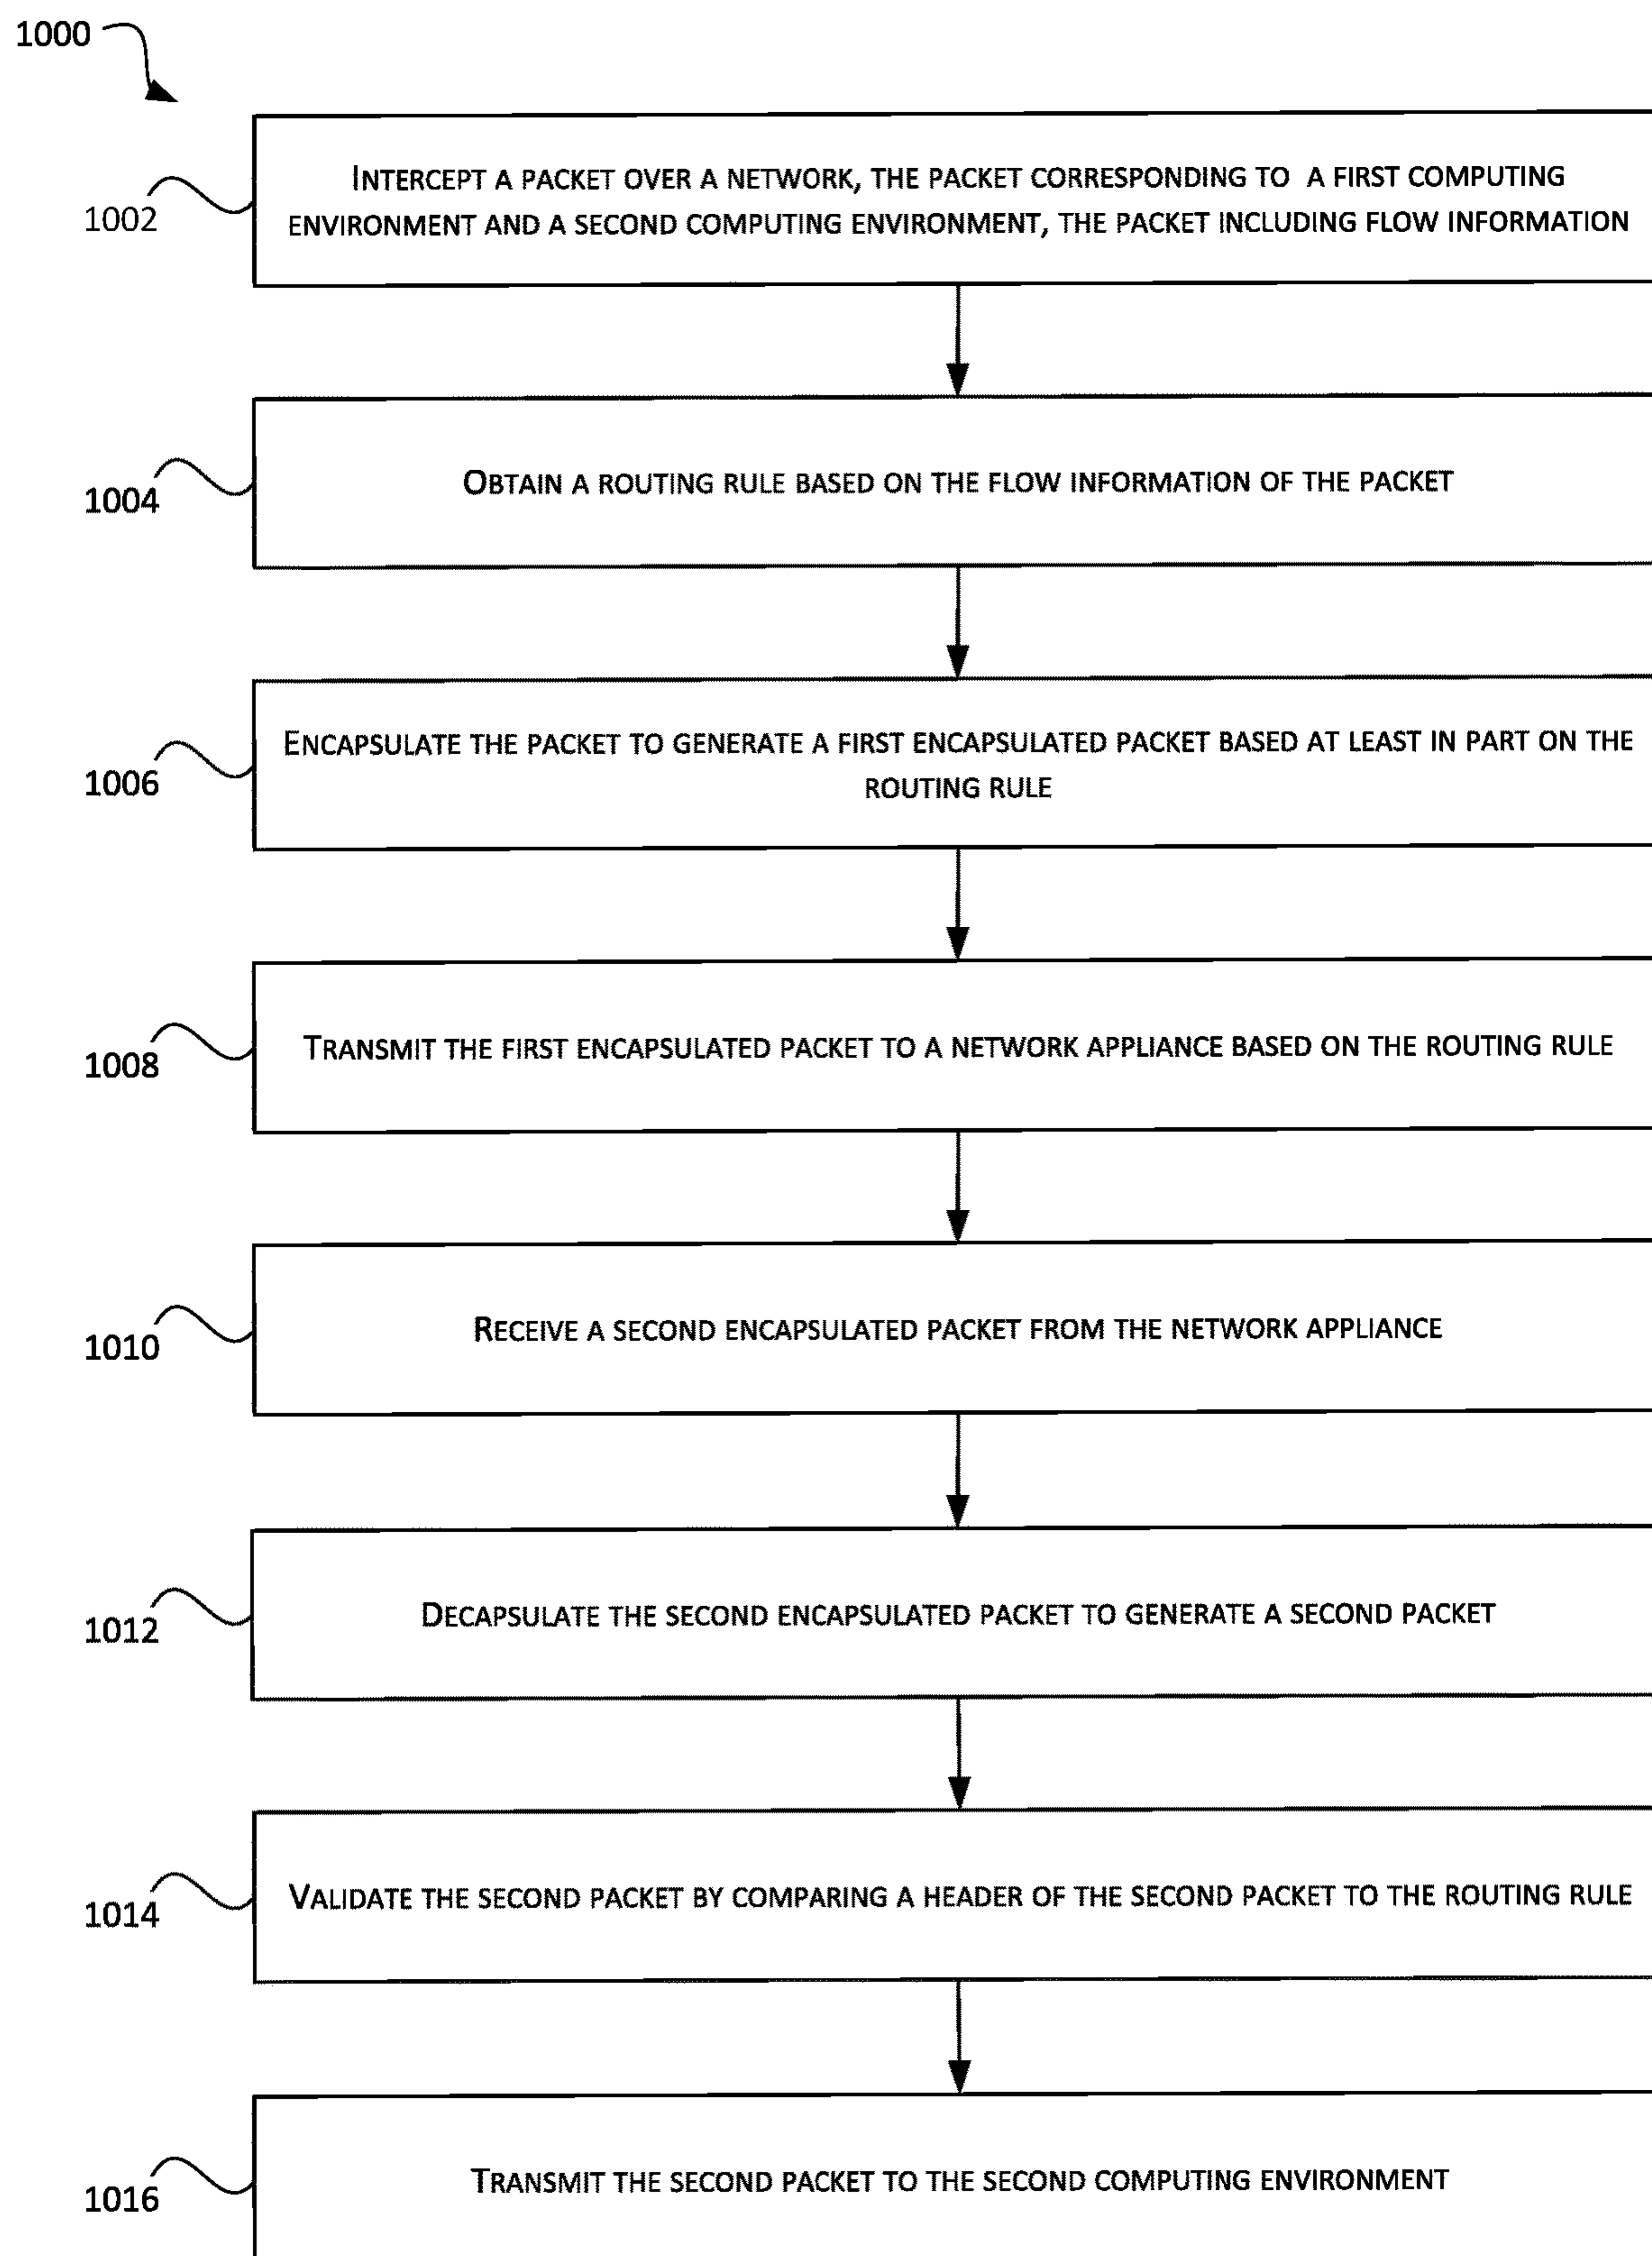 1000
INTERCEPT A PACKET OVER A NETWORK, THE PACKET CORRESPONDING TO A FIRST COMPUTING
ENVIRONMENT AND A SECOND COMPUTING ENVIRONMENT, THE PACKET INCLUDING FLOW INFORMATION
1002
OBTAIN A ROUTING RULE BASED ON THE FLOW INFORMATION OF THE PACKET
1004
ENCAPSULATE THE PACKET TO GENERATE A FIRST ENCAPSULATED PACKET BASED AT LEAST IN PART ON THE
ROUTING RULE
1006
TRANSMIT THE FIRST ENCAPSULATED PACKET TO A NETWORK APPLIANCE BASED ON THE ROUTING RULE
1008
RECEIVE A SECOND ENCAPSULATED PACKET FROM THE NETWORK APPLIANCE
1010
DECAPSULATE THE SECOND ENCAPSULATED PACKET TO GENERATE A SECOND PACKET
1012
VALIDATE THE SECOND PACKET BY COMPARING A HEADER OF THE SECOND PACKET TO THE ROUTING RULE
1014
TRANSMIT THE SECOND PACKET TO THE SECOND COMPUTING ENVIRONMENT
1016